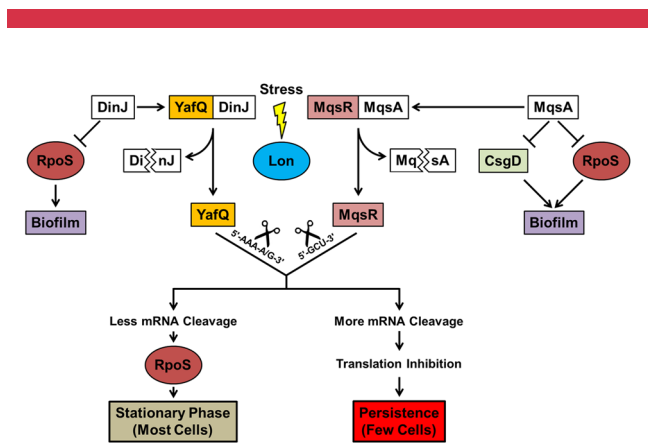 Stress
DinJ
YafQ DinJ
MqsR MqsA
MqsA
RpoS
Di nJ
Lon
Mq sA
CsgD
RpoS
Biofilm
YafQ
MqsR
Biofilm
5'-AAA-A/G-3'
5'-GCU-3'
Less mRNA Cleavage
More mRNA Cleavage
RpoS
Translation Inhibition
Stationary Phase
(Most Cells)
Persistence
(Few Cells)